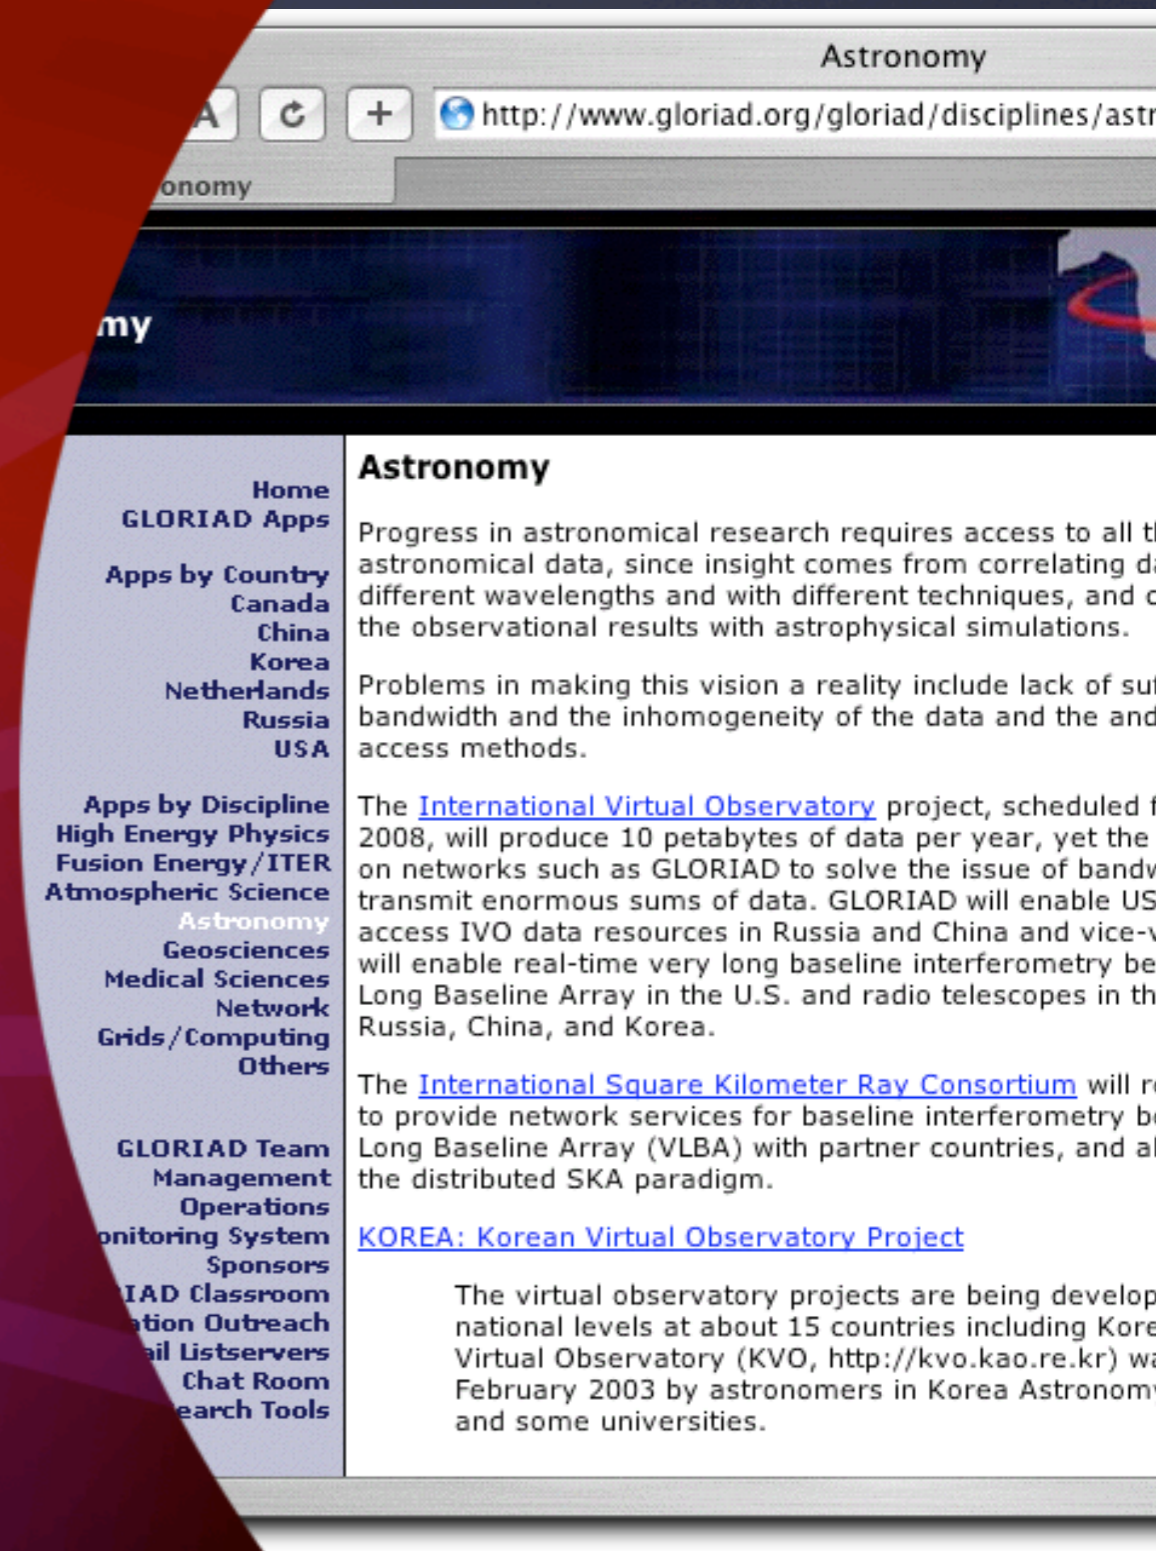 Astronomy
A
http://www.gloriad.org/gloriad/disciplines/astr
onomy
my
Home
GLORIAD Apps
Apps by Country
Canada
China
Korea
Netherlands
Russia
USA
Apps by Discipline
High Energy Physics
Fusion Energy/ITER
Atmospheric Science
Astronomy
Geosciences
Medical Sciences
Network
Grids/Computing
Others
GLORIAD Team
Management
Operations
onitoring System
Sponsors
IAD Classroom
ation Outreach
ail Listservers
Chat Room
earch Tools
Astronomy
Progress in astronomical research requires access to all th
astronomical data, since insight comes from correlating da
different wavelengths and with different techniques, and c
the observational results with astrophysical simulations.
Problems in making this vision a reality include lack of suf
bandwidth and the inhomogeneity of the data and the and
access methods.
The International Virtual Observatory project, scheduled f
2008, will produce 10 petabytes of data per year, yet the
on networks such as GLORIAD to solve the issue of bandw
transmit enormous sums of data. GLORIAD will enable US
access IVO data resources in Russia and China and vice-v
will enable real-time very long baseline interferometry be
Long Baseline Array in the U.S. and radio telescopes in th
Russia, China, and Korea.
The International Square Kilometer Ray Consortium will re
to provide network services for baseline interferometry be
Long Baseline Array (VLBA) with partner countries, and al
the distributed SKA paradigm.
KOREA: Korean Virtual Observatory Project
The virtual observatory projects are being develop
national levels at about 15 countries including Kore
Virtual Observatory (KVO, http://kvo.kao.re.kr) wa
February 2003 by astronomers in Korea Astronomy
and some universities.